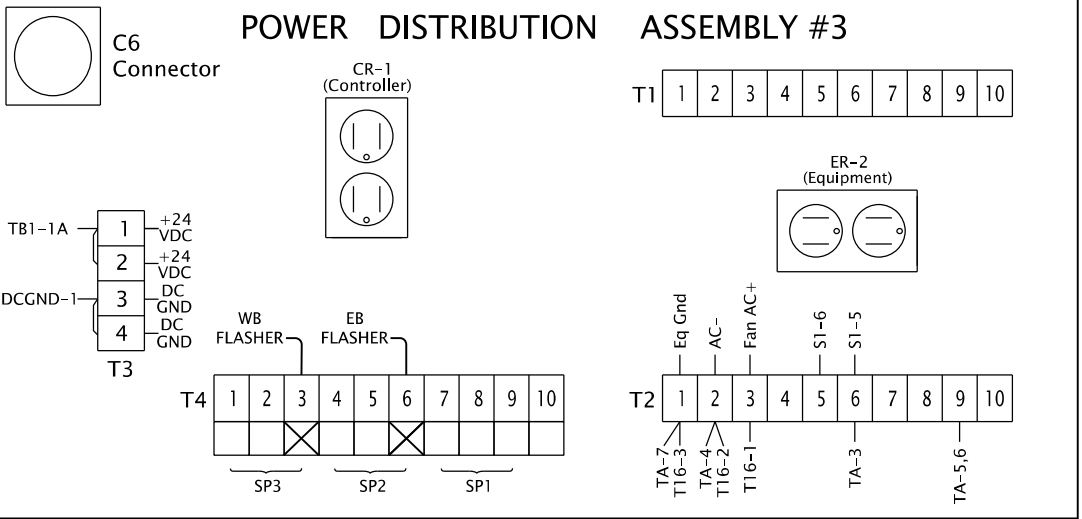 POWER DISTRIBUTION ASSEMBLY #3
C6
Connector
CR-1
(Controller)
T1 1 2 3 4 5 6 7 8 9 10
ER-2
(Equipment)
TB1-1A 1 +24 VDC
2 +24 VDC
DCGND-1 3 DC GND
4 DC GND
T3
WB
FLASHER
EB
FLASHER
T4 1 2 3 4 5 6 7 8 9 10
SP3 SP2 SP1
Eq Gnd
AC-
Fan AC+
S1-6
S1-5
T2 1 2 3 4 5 6 7 8 9 10
TA-7
T16-3
TA-4
T16-2
T16-1
TA-3
TA-5,6